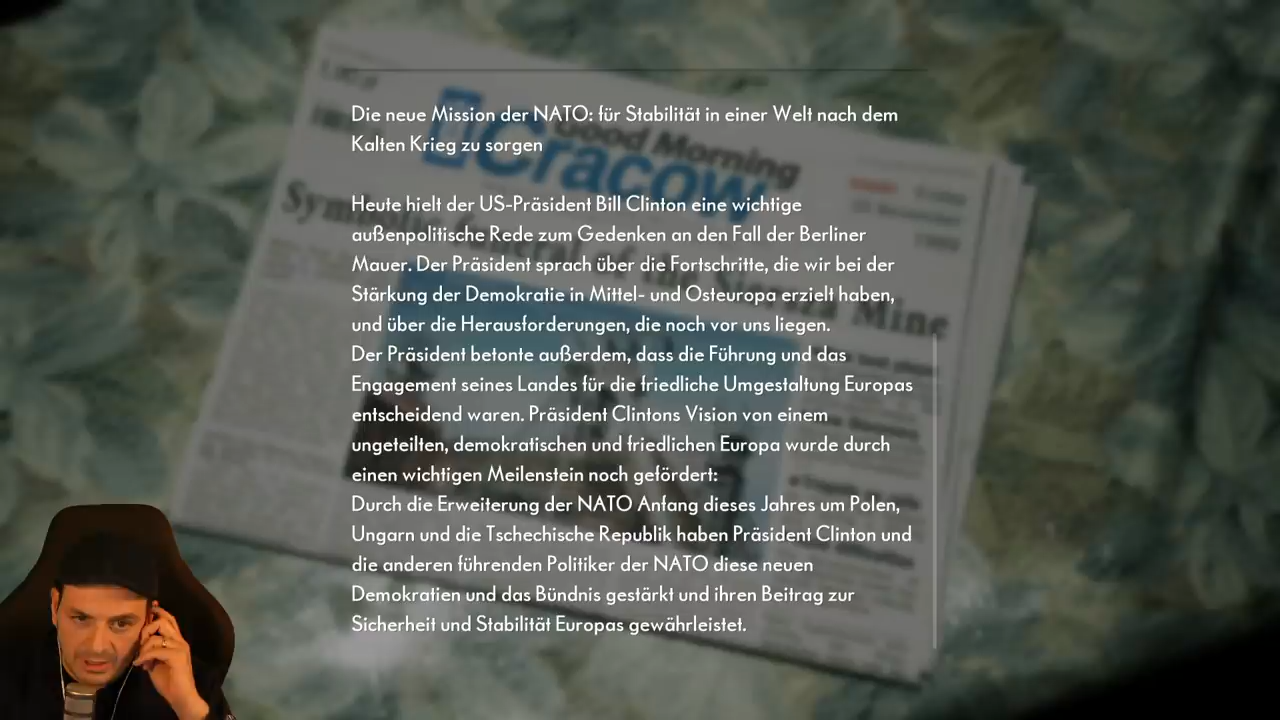 Die neue Mission der NATO: für Stabilität in einer Welt nach dem
Kalten Krieg zu sorgen
Heute hielt der US-Präsident Bill Clinton eine wichtige
außenpolitische Rede zum Gedenken an den Fall der Berliner
Mauer. Der Präsident sprach über die Fortschritte, die wir bei der
Stärkung der Demokratie in Mittel- und Osteuropa erzielt haben,
und über die Herausforderungen, die noch vor uns liegen.
Der Präsident betonte außerdem, dass die Führung und das
Engagement seines Landes für die friedliche Umgestaltung Europas
entscheidend waren. Präsident Clintons Vision von einem
ungeteilten, demokratischen und friedlichen Europa wurde durch
einen wichtigen Meilenstein noch gefördert:
Durch die Erweiterung der NATO Anfang dieses Jahres um Polen,
Ungarn und die Tschechische Republik haben Präsident Clinton und
die anderen führenden Politiker der NATO diese neuen
Demokratien und das Bündnis gestärkt und ihren Beitrag zur
Sicherheit und Stabilität Europas gewährleistet.
Good Morning
Cracow
Mine